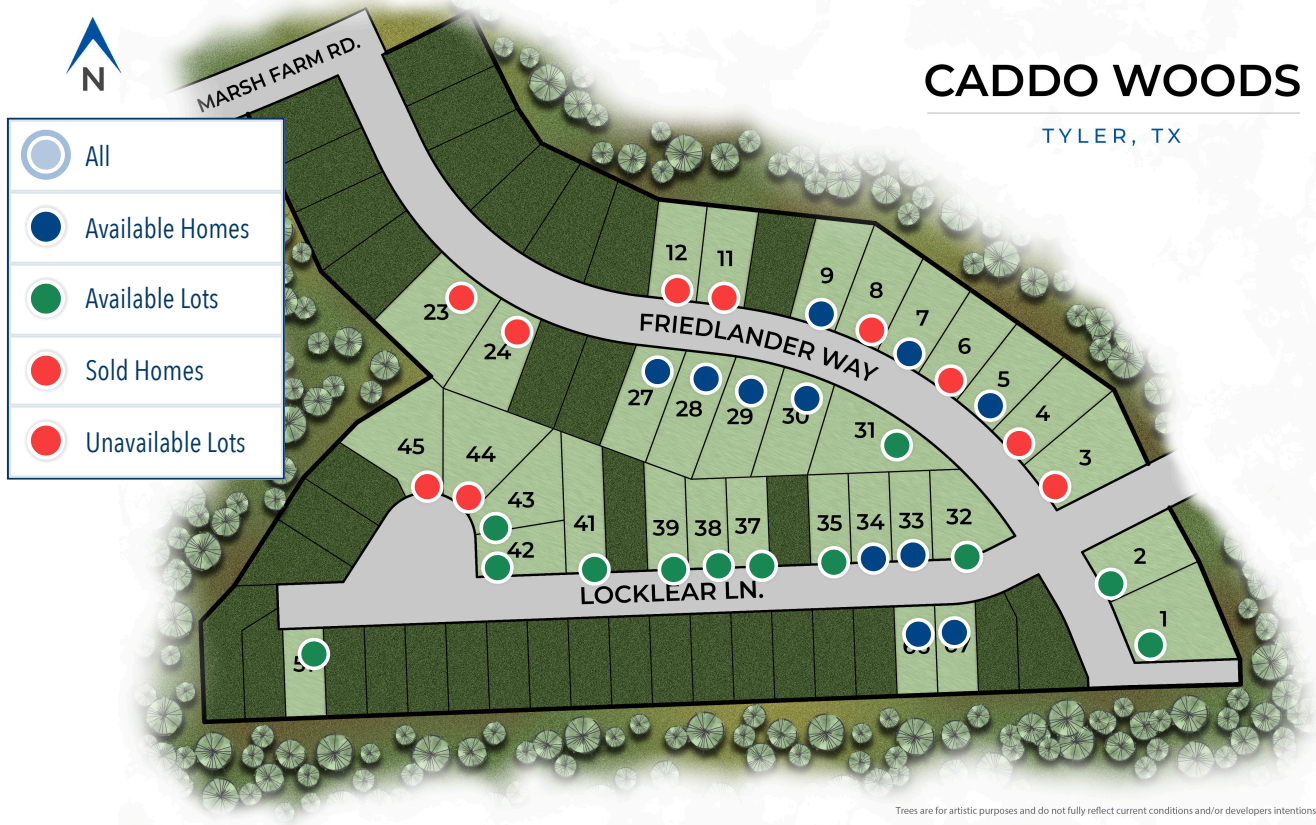 MARSH FARM RD.
N
CADDO WOODS
TYLER, TX
All
Available Homes
Available Lots
Sold Homes
Unavailable Lots
12
11
9
8
7
6
5
4
3
23
24
FRIEDLANDER WAY
27
28
29
30
31
45
44
43
42
41
39
38
37
35
34
33
32
2
1
LOCKLEAR LN.
Trees are for artistic purposes and do not fully reflect current conditions and/or developers intentions